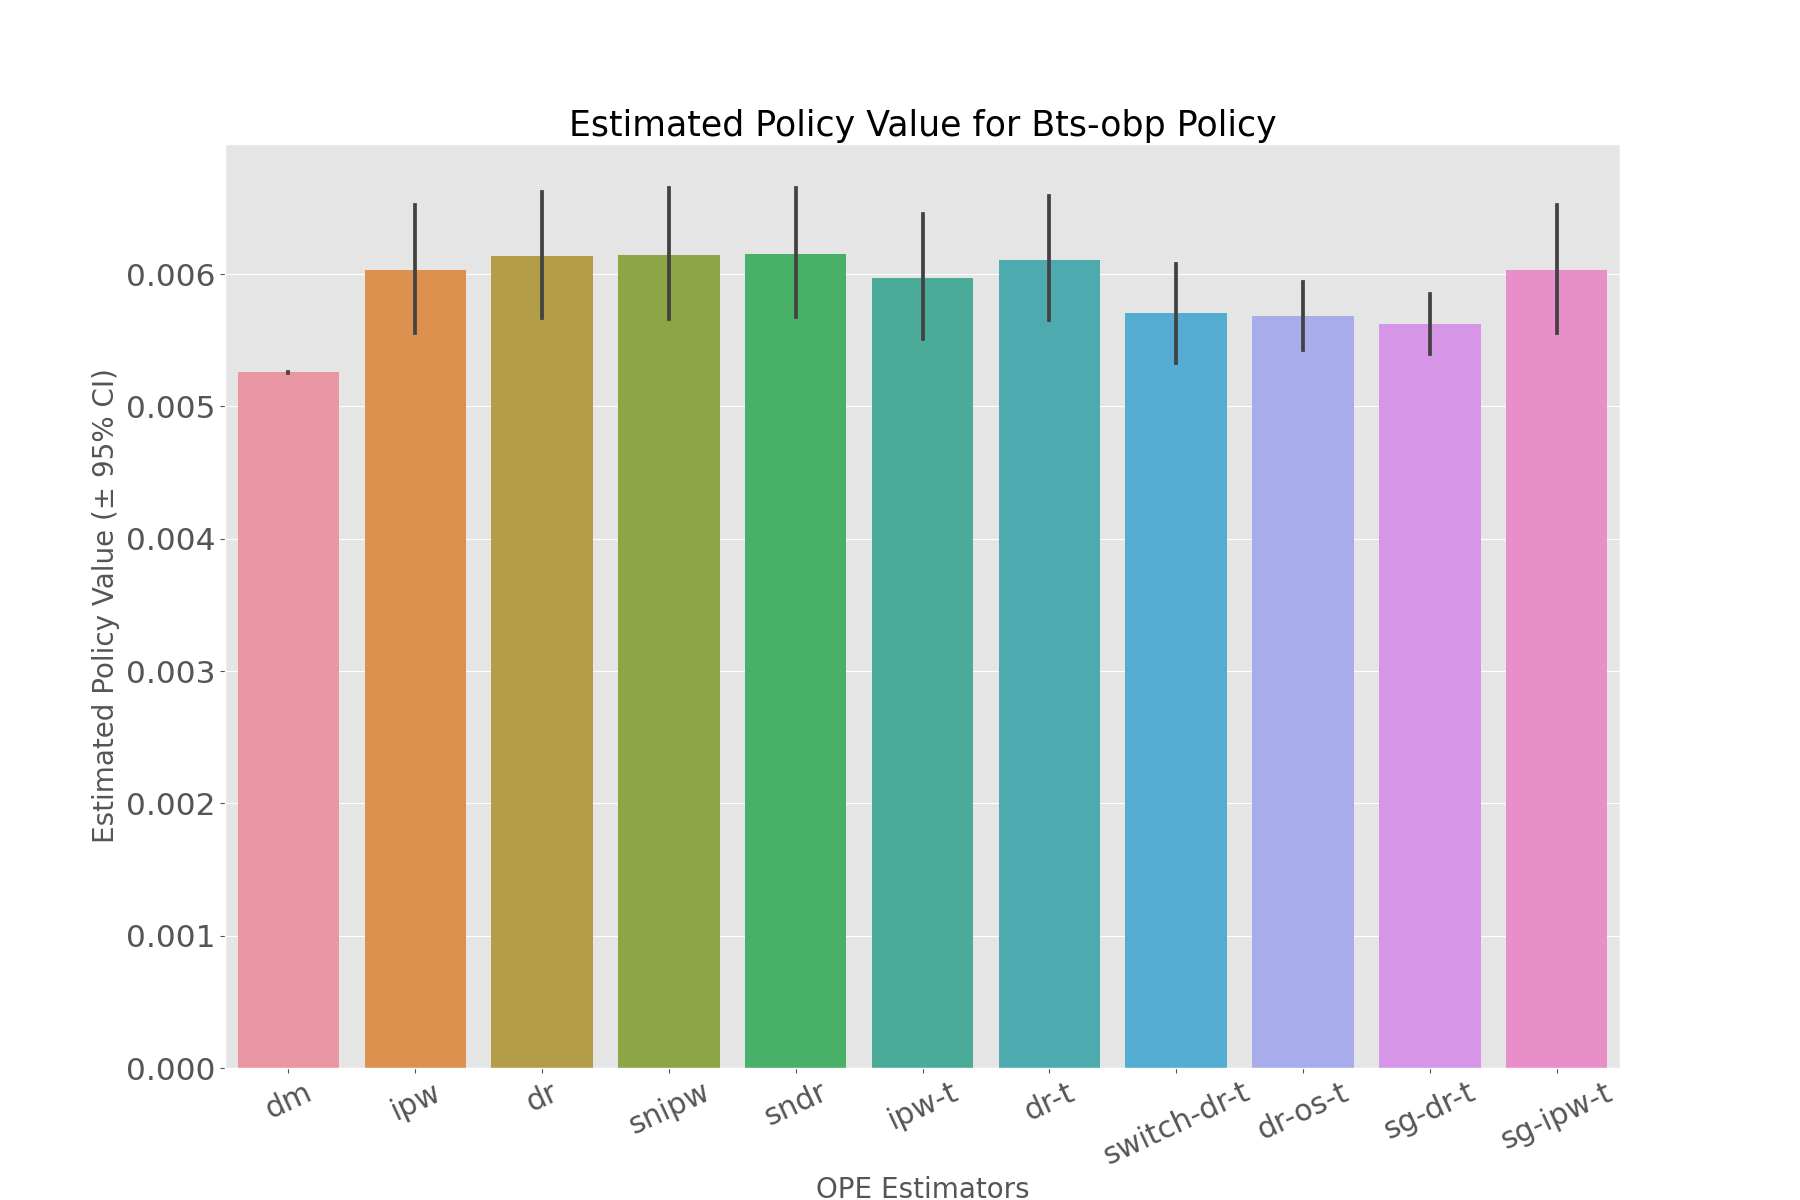 Estimated Policy Value for Bts-obp Policy
Estimated Policy Value (± 95% CI)
0.006
0.005
0.004
0.003
0.002
0.001
0.000
dm
ipw
dr
snipw
sndr
ipw-t
dr-t
switch-dr-t
dr-os-t
sg-dr-t
sg-ipw-t
OPE Estimators